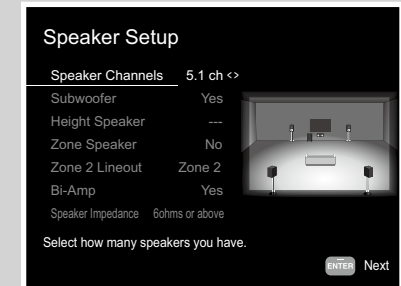 Speaker Setup
Speaker Channels 5.1 ch <>
Subwoofer Yes
Height Speaker ---
Zone Speaker No
Zone 2 Lineout Zone 2
Bi-Amp Yes
Speaker Impedance 6ohms or above
Select how many speakers you have.
ENTER Next